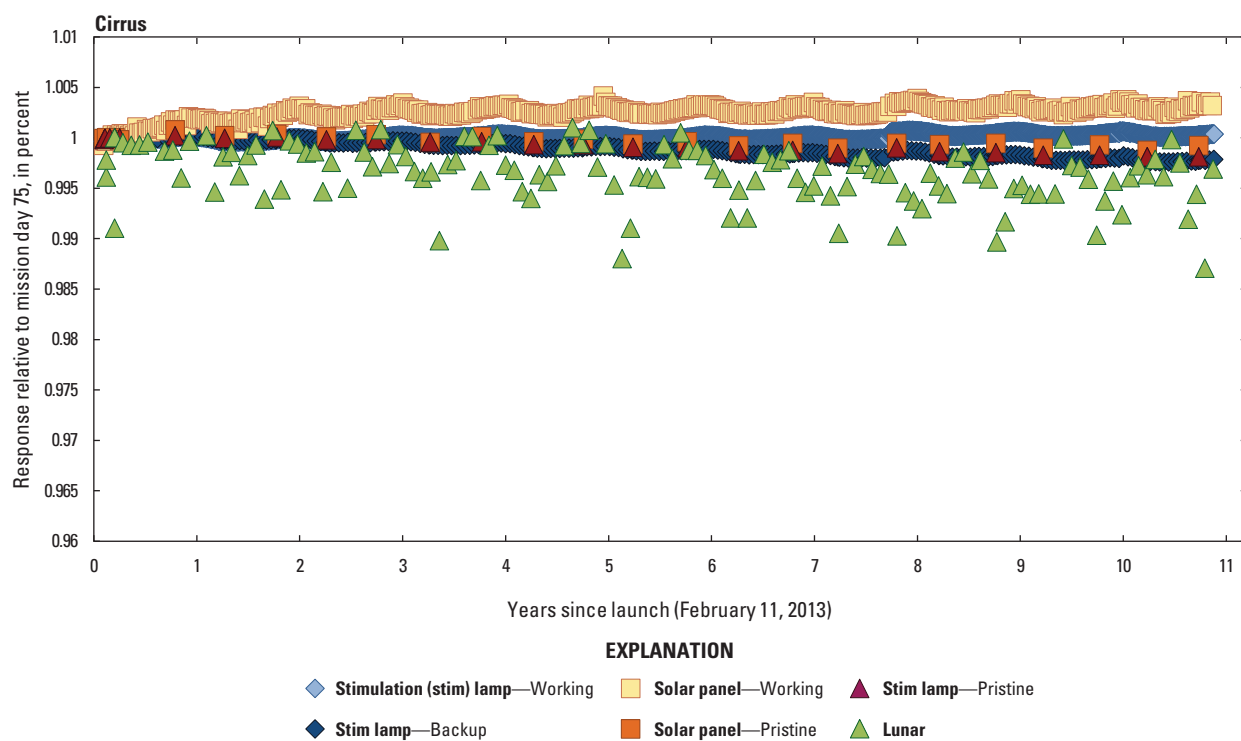 Cirrus
1.01
1.005
1
0.995
0.99
0.985
0.98
0.975
0.97
0.965
0.96
Response relative to mission day 75, in percent
0 1 2 3 4 5 6 7 8 9 10 11
Years since launch (February 11, 2013)
EXPLANATION
Stimulation (stim) lamp—Working
Solar panel—Working
Stim lamp—Pristine
Stim lamp—Backup
Solar panel—Pristine
Lunar